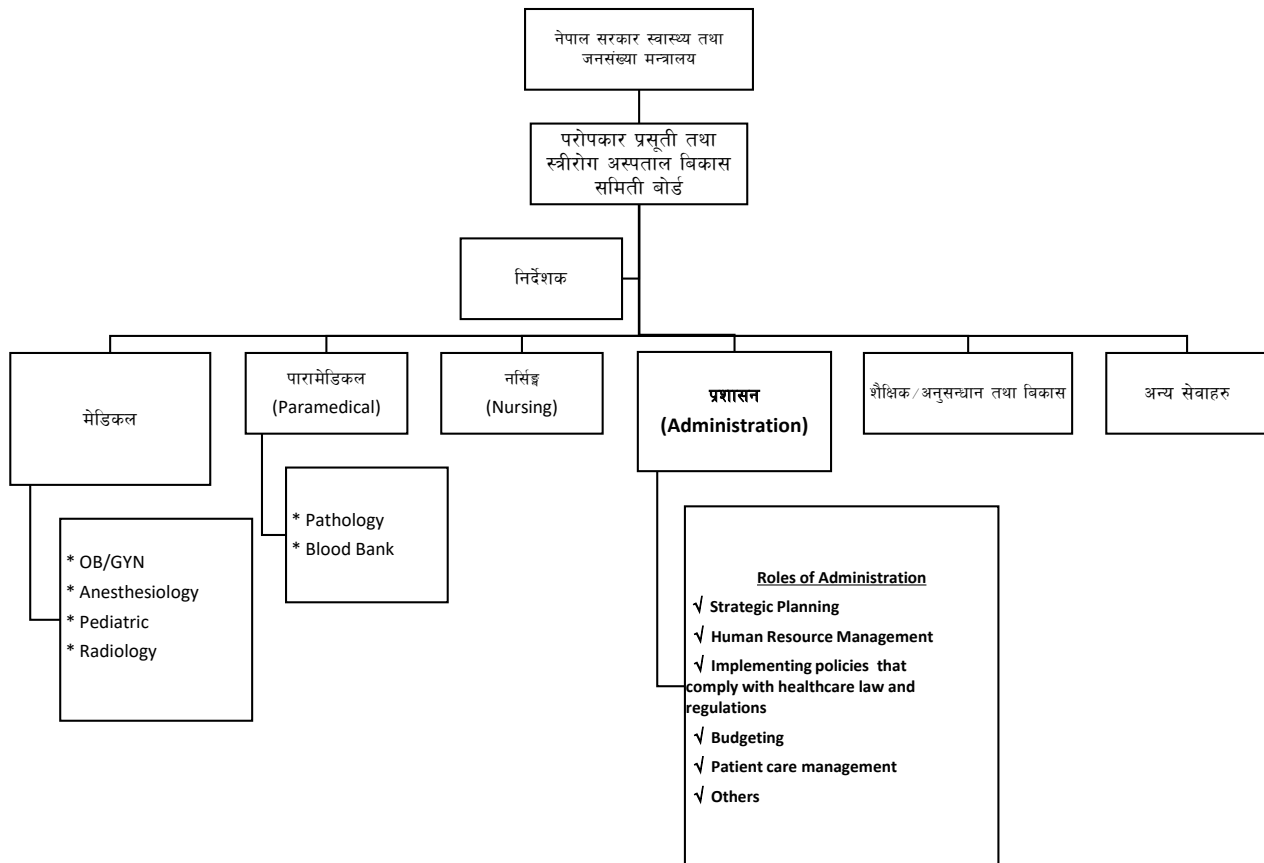 नेपाल सरकार स्वास्थ्य तथा
जनसंख्या मन्त्रालय
परोपकार प्रसूती तथा
स्त्रीरोग अस्पताल बिकास
समिती बोर्ड
निर्देशक
मेडिकल
पारामेडिकल
(Paramedical)
नर्सिङ्ग
(Nursing)
प्रशासन
(Administration)
शैक्षिक/अनुसन्धान तथा बिकास
अन्य सेवाहरु
* OB/GYN
* Anesthesiology
* Pediatric
* Radiology
* Pathology
* Blood Bank
Roles of Administration
√ Strategic Planning
√ Human Resource Management
√ Implementing policies that
comply with healthcare law and
regulations
√ Budgeting
√ Patient care management
√ Others